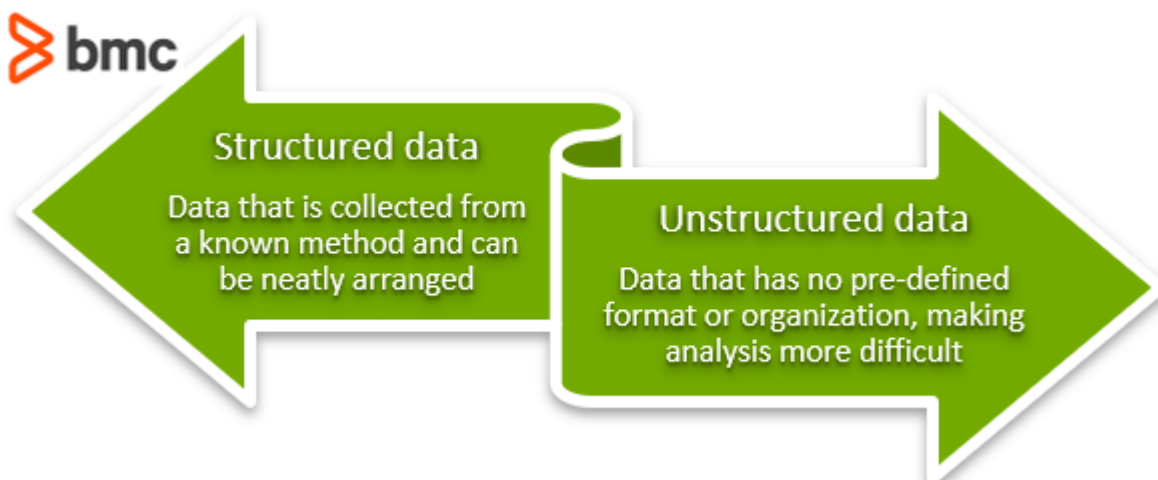 bmc
Structured data
Data that is collected from
a known method and can
be neatly arranged
Unstructured data
Data that has no pre-defined
format or organization, making
analysis more difficult